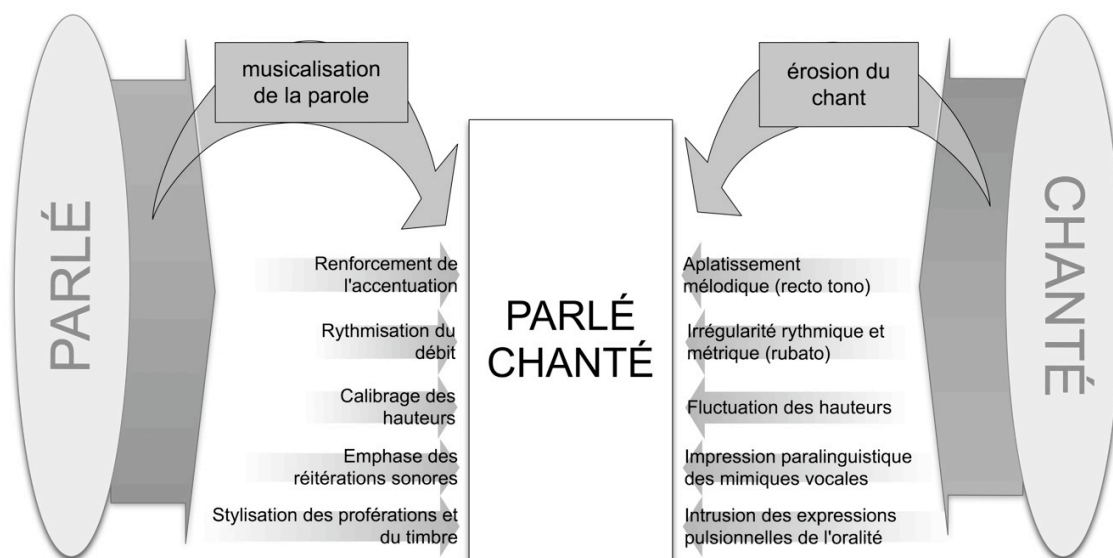 musicalisation
de la parole
érosion du
chant
PARLÉ
Renforcement de
l'accentuation
Rythmisation du
débit
Calibrage des
hauteurs
Emphase des
réitérations sonores
Stylisation des proférations et
du timbre
PARLÉ
CHANTÉ
Aplatissement
mélodique (recto tono)
Irrégularité rythmique et
métrique (rubato)
Fluctuation des hauteurs
Impression paralinguistique
des mimiques vocales
Intrusion des expressions
pulsionnelles de l'oralité
CHANTÉ